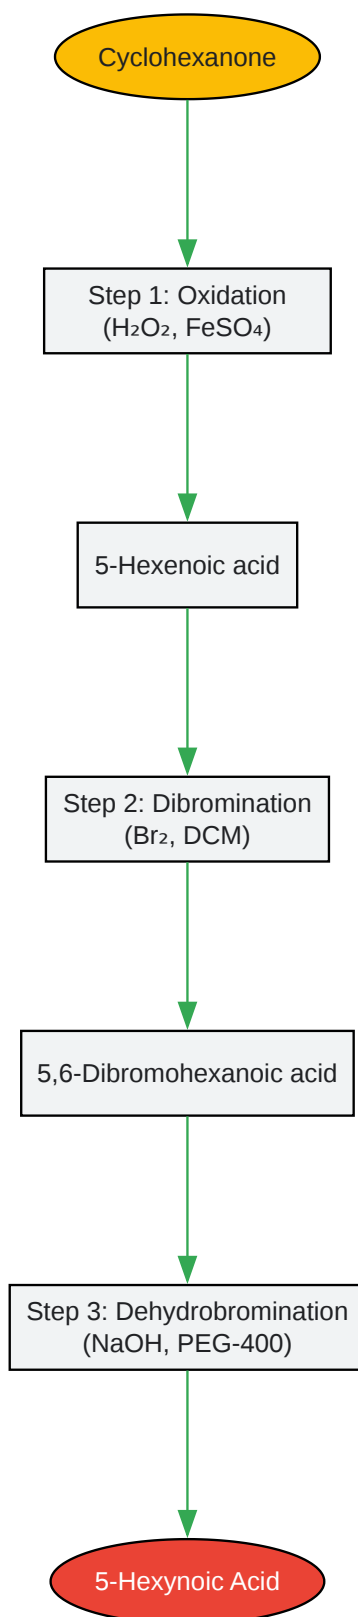 Cyclohexanone
Step 1: Oxidation
(H₂O₂, FeSO₄)
5-Hexenoic acid
Step 2: Dibromination
(Br₂, DCM)
5,6-Dibromohexanoic acid
Step 3: Dehydrobromination
(NaOH, PEG-400)
5-Hexynoic Acid